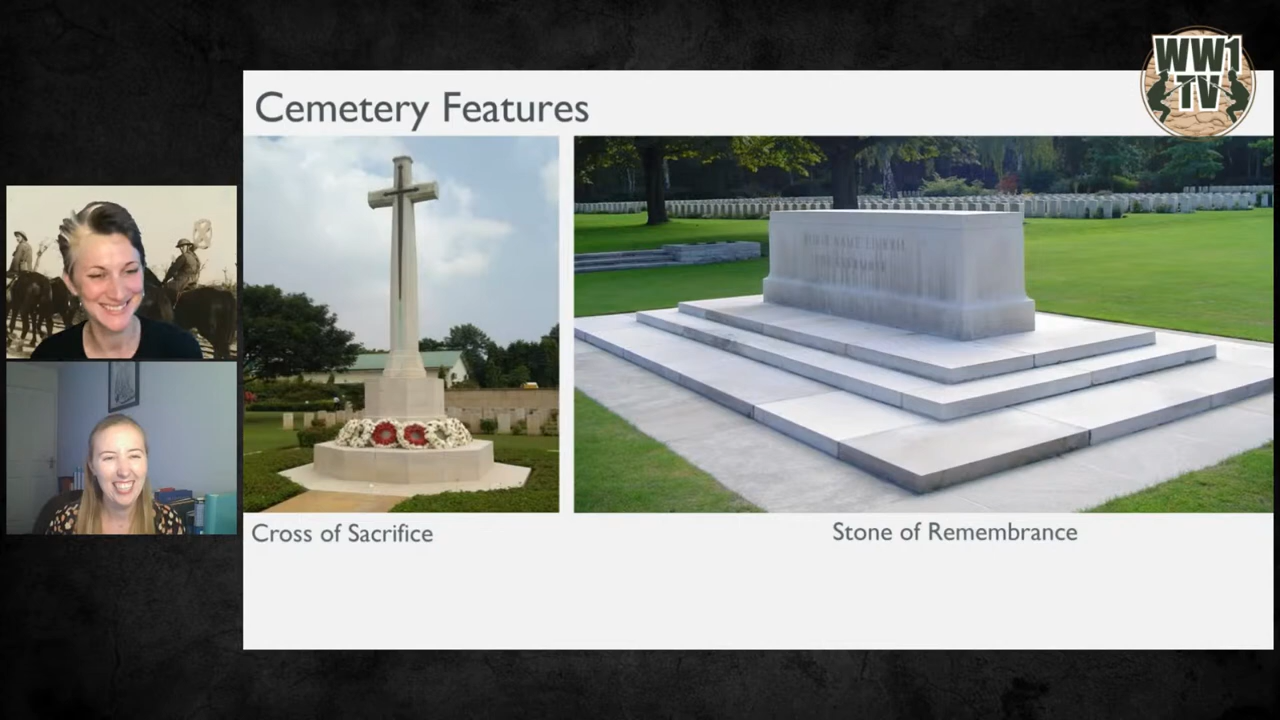 WW1
TV
Cemetery Features
Cross of Sacrifice
Stone of Remembrance